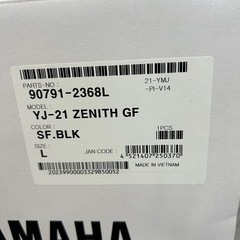 PARTS-NO.:
90791-2368L
21-YMJ
-PI-V14
MODEL:
YJ-21 ZENITH GF
COLOR:
SF.BLK
1PCS
SIZE:
L
JAN CODE:
4 521407 250370
MADE IN VIETNAM
2023990003329850052
YAMAHA